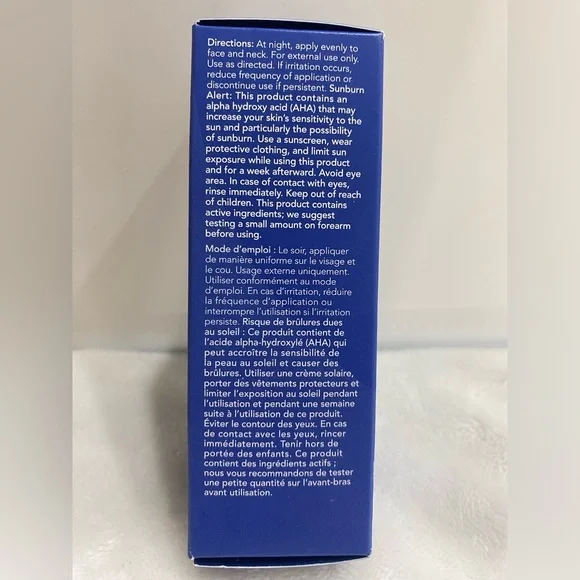 Directions: At night, apply evenly to
face and neck. For external use only.
Use as directed. If irritation occurs,
reduce frequency of application or
discontinue use if persistent. Sunburn
Alert: This product contains an
alpha hydroxy acid (AHA) that may
increase your skin's sensitivity to the
sun and particularly the possibility
of sunburn. Use a sunscreen, wear
protective clothing, and limit sun
exposure while using this product
and for a week afterward. Avoid eye
area. In case of contact with eyes,
rinse immediately. Keep out of reach
of children. This product contains
active ingredients; we suggest
testing a small amount on forearm
before using.
Mode d'emploi : Le soir, appliquer
de manière uniforme sur le visage et
le cou. Usage externe uniquement.
Utiliser conformément au mode
d'emploi. En cas d'irritation, réduire
la fréquence d'application ou
interrompre l'utilisation si l'irritation
persiste. Risque de brûlures dues
au soleil : Ce produit contient de
l'acide alpha-hydroxylé (AHA) qui
peut accroître la sensibilité de
la peau au soleil et causer des
brûlures. Utiliser une crème solaire,
porter des vêtements protecteurs et
limiter l'exposition au soleil pendant
l'utilisation et pendant une semaine
suite à l'utilisation de ce produit.
Éviter le contour des yeux. En cas
de contact avec les yeux, rincer
immédiatement. Tenir hors de
portée des enfants. Ce produit
contient des ingrédients actifs ;
nous vous recommandons de tester
une petite quantité sur l'avant-bras
avant utilisation.